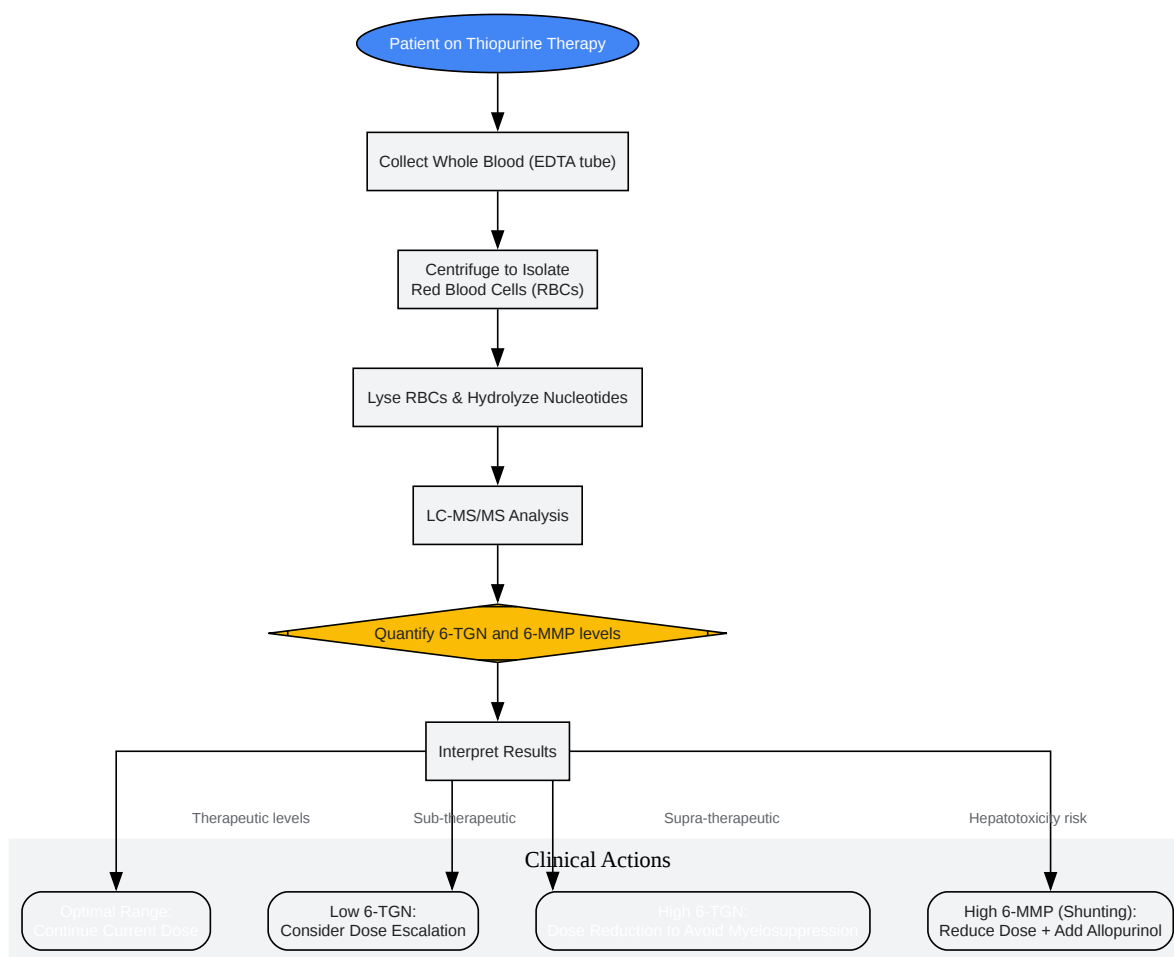 Patient on Thiopurine Therapy
Collect Whole Blood (EDTA tube)
Centrifuge to Isolate
Red Blood Cells (RBCs)
Lyse RBCs & Hydrolyze Nucleotides
LC-MS/MS Analysis
Quantify 6-TGN and 6-MMP levels
Interpret Results
Therapeutic levels
Sub-therapeutic
Supra-therapeutic
Hepatotoxicity risk
Clinical Actions
Optimal Range:
Continue Current Dose
Low 6-TGN:
Consider Dose Escalation
High 6-TGN:
Dose Reduction to Avoid Myelosuppression
High 6-MMP (Shunting):
Reduce Dose + Add Allopurinol